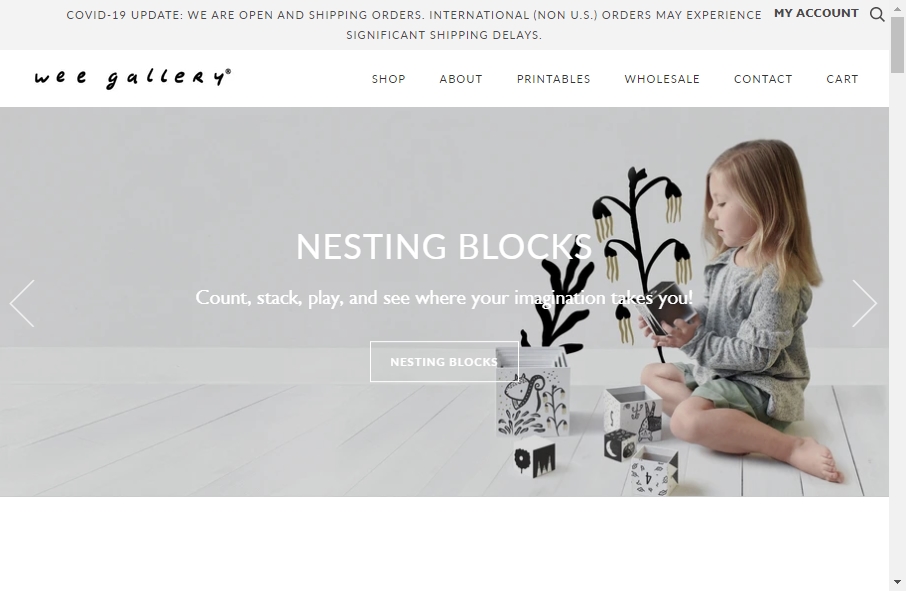 COVID-19 UPDATE: WE ARE OPEN AND SHIPPING ORDERS. INTERNATIONAL (NON U.S.) ORDERS MAY EXPERIENCE
SIGNIFICANT SHIPPING DELAYS.
MY ACCOUNT
wee gallery®
SHOP ABOUT PRINTABLES WHOLESALE CONTACT CART
NESTING BLOCKS
Count, stack, play, and see where your imagination takes you!
NESTING BLOCKS
5
4